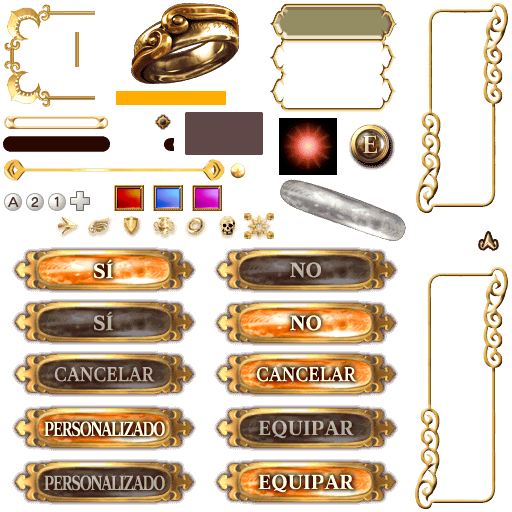 E
A 2 1
SÍ NO
SÍ NO
CANCELAR CANCELAR
PERSONALIZADO EQUIPAR
PERSONALIZADO EQUIPAR